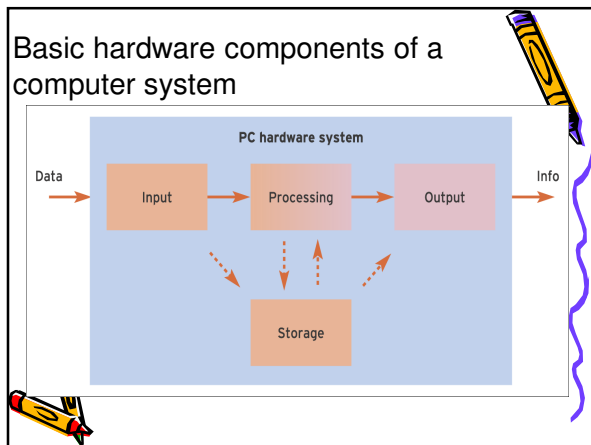 Basic hardware components of a
computer system
PC hardware system
Data
Info
Input
Processing
Output
Storage